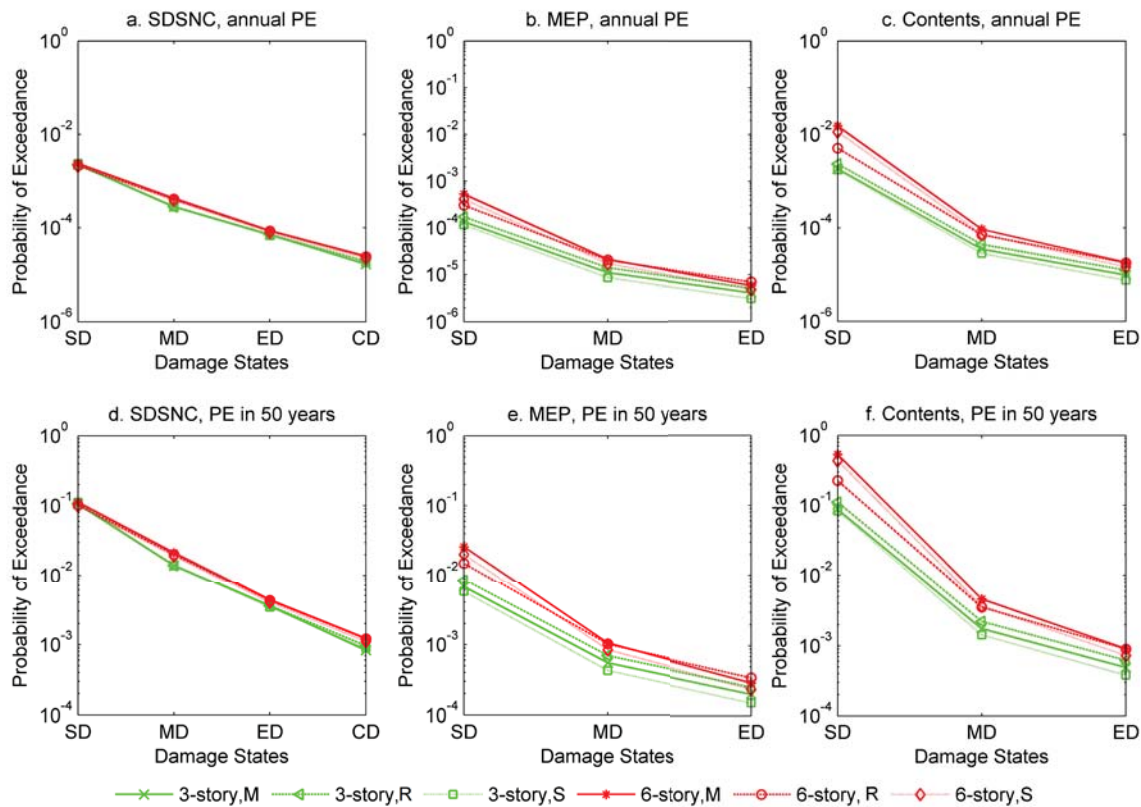 a. SDSNC, annual PE
b. MEP, annual PE
c. Contents, annual PE
Probability of Exceedance
10^0
10^-2
10^-4
10^-6
SD MD ED CD
Damage States
Probability of Exceedance
10^0
10^-1
10^-2
10^-3
10^-4
10^-5
10^-6
SD MD ED
Damage States
Probability of Exceedance
10^0
10^-2
10^-4
10^-6
SD MD ED
Damage States
d. SDSNC, PE in 50 years
e. MEP, PE in 50 years
f. Contents, PE in 50 years
Probability cf Exceedance
10^0
10^-1
10^-2
10^-3
10^-4
SD MD ED CD
Damage States
Probability cf Exceedance
10^0
10^-1
10^-2
10^-3
10^-4
SD MD ED
Damage States
Probability of Exceedance
10^0
10^-1
10^-2
10^-3
10^-4
SD MD ED
Damage States
3-story,M 3-story,R 3-story,S 6-story,M 6-story, R 6-story,S